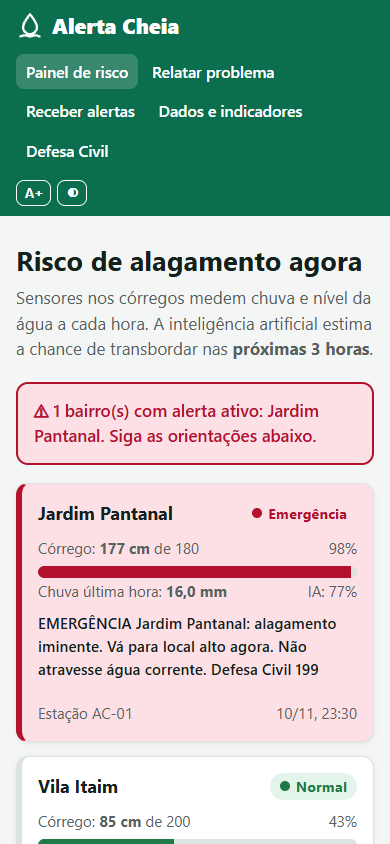 Alerta Cheia
Painel de risco Relatar problema
Receber alertas Dados e indicadores
Defesa Civil
A+
Risco de alagamento agora
Sensores nos córregos medem chuva e nível da
água a cada hora. A inteligência artificial estima
a chance de transbordar nas próximas 3 horas.
⚠ 1 bairro(s) com alerta ativo: Jardim
Pantanal. Siga as orientações abaixo.
Jardim Pantanal Emergência
Córrego: 177 cm de 180 98%
Chuva última hora: 16,0 mm IA: 77%
EMERGÊNCIA Jardim Pantanal: alagamento
iminente. Vá para local alto agora. Não
atravesse água corrente. Defesa Civil 199
Estação AC-01 10/11, 23:30
Vila Itaim Normal
Córrego: 85 cm de 200 43%